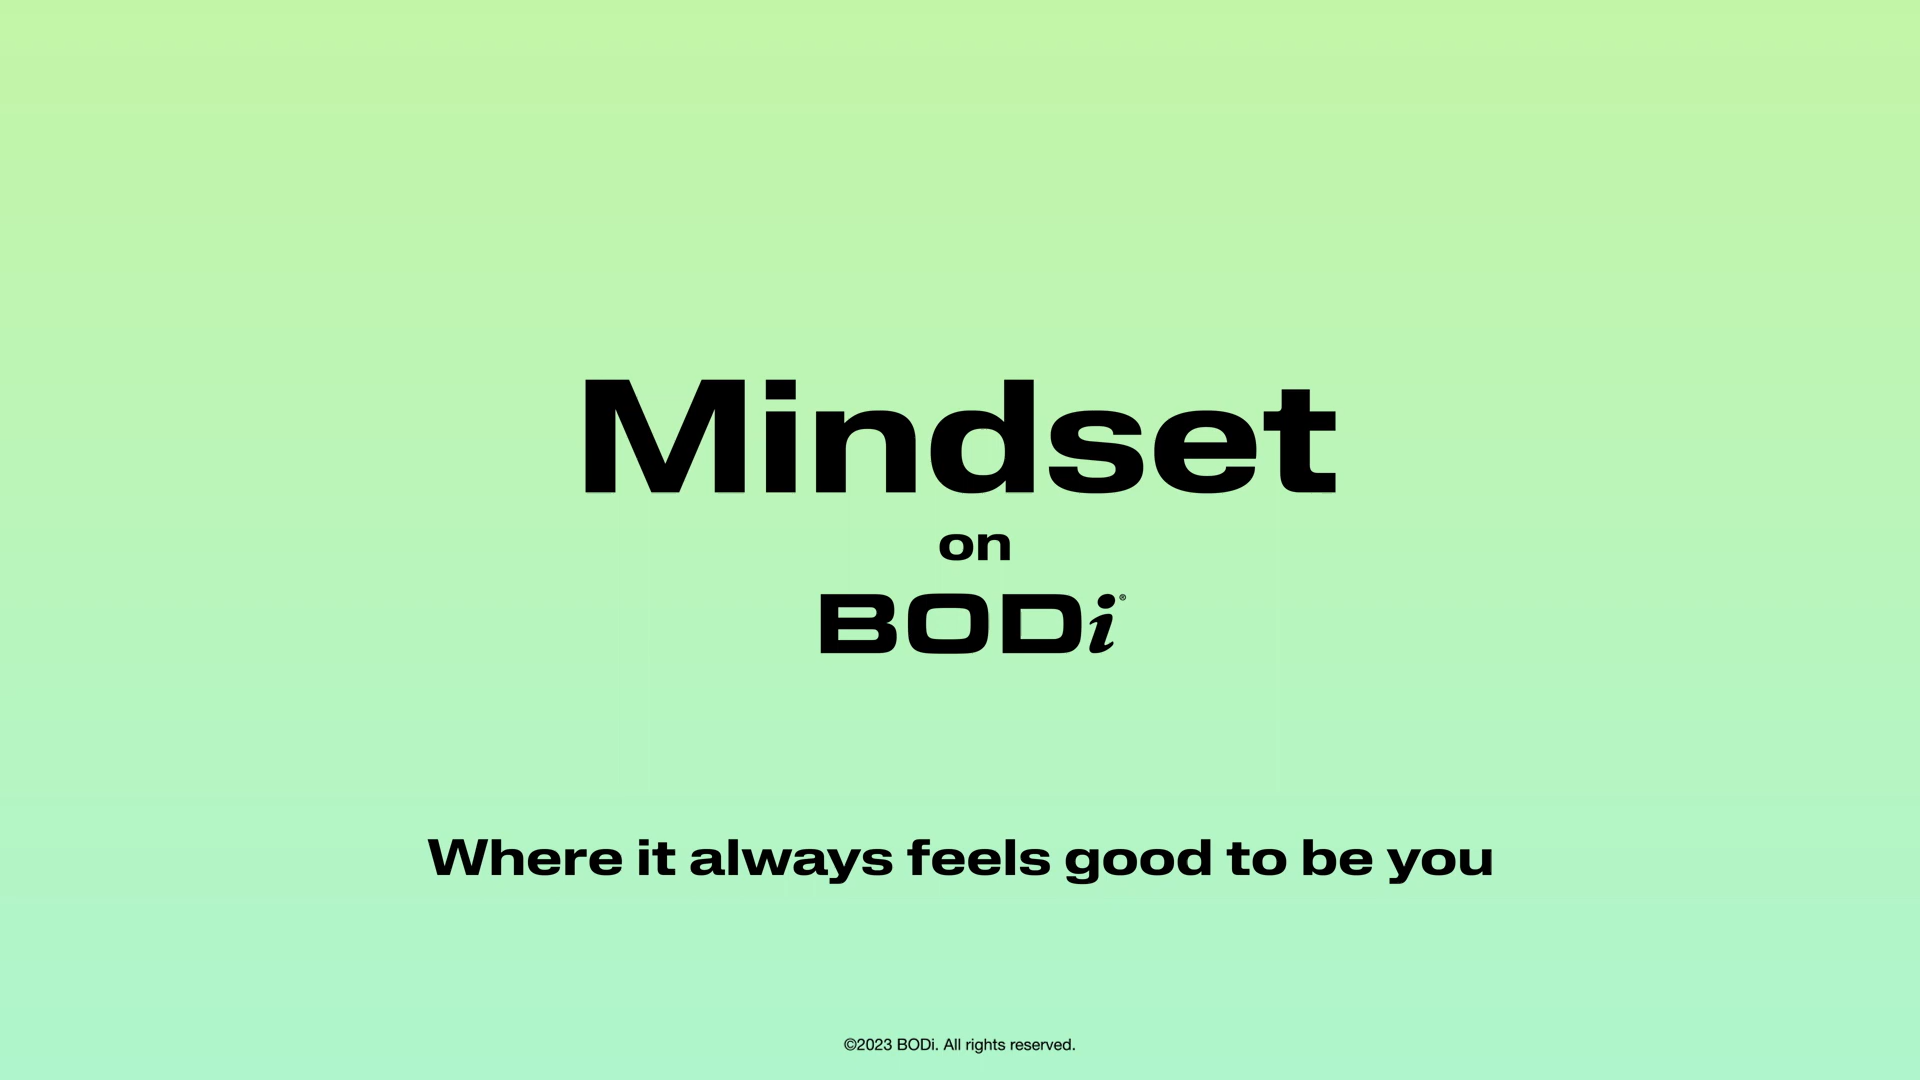 Mindset
on
BODi®
Where it always feels good to be you
©2023 BODi. All rights reserved.